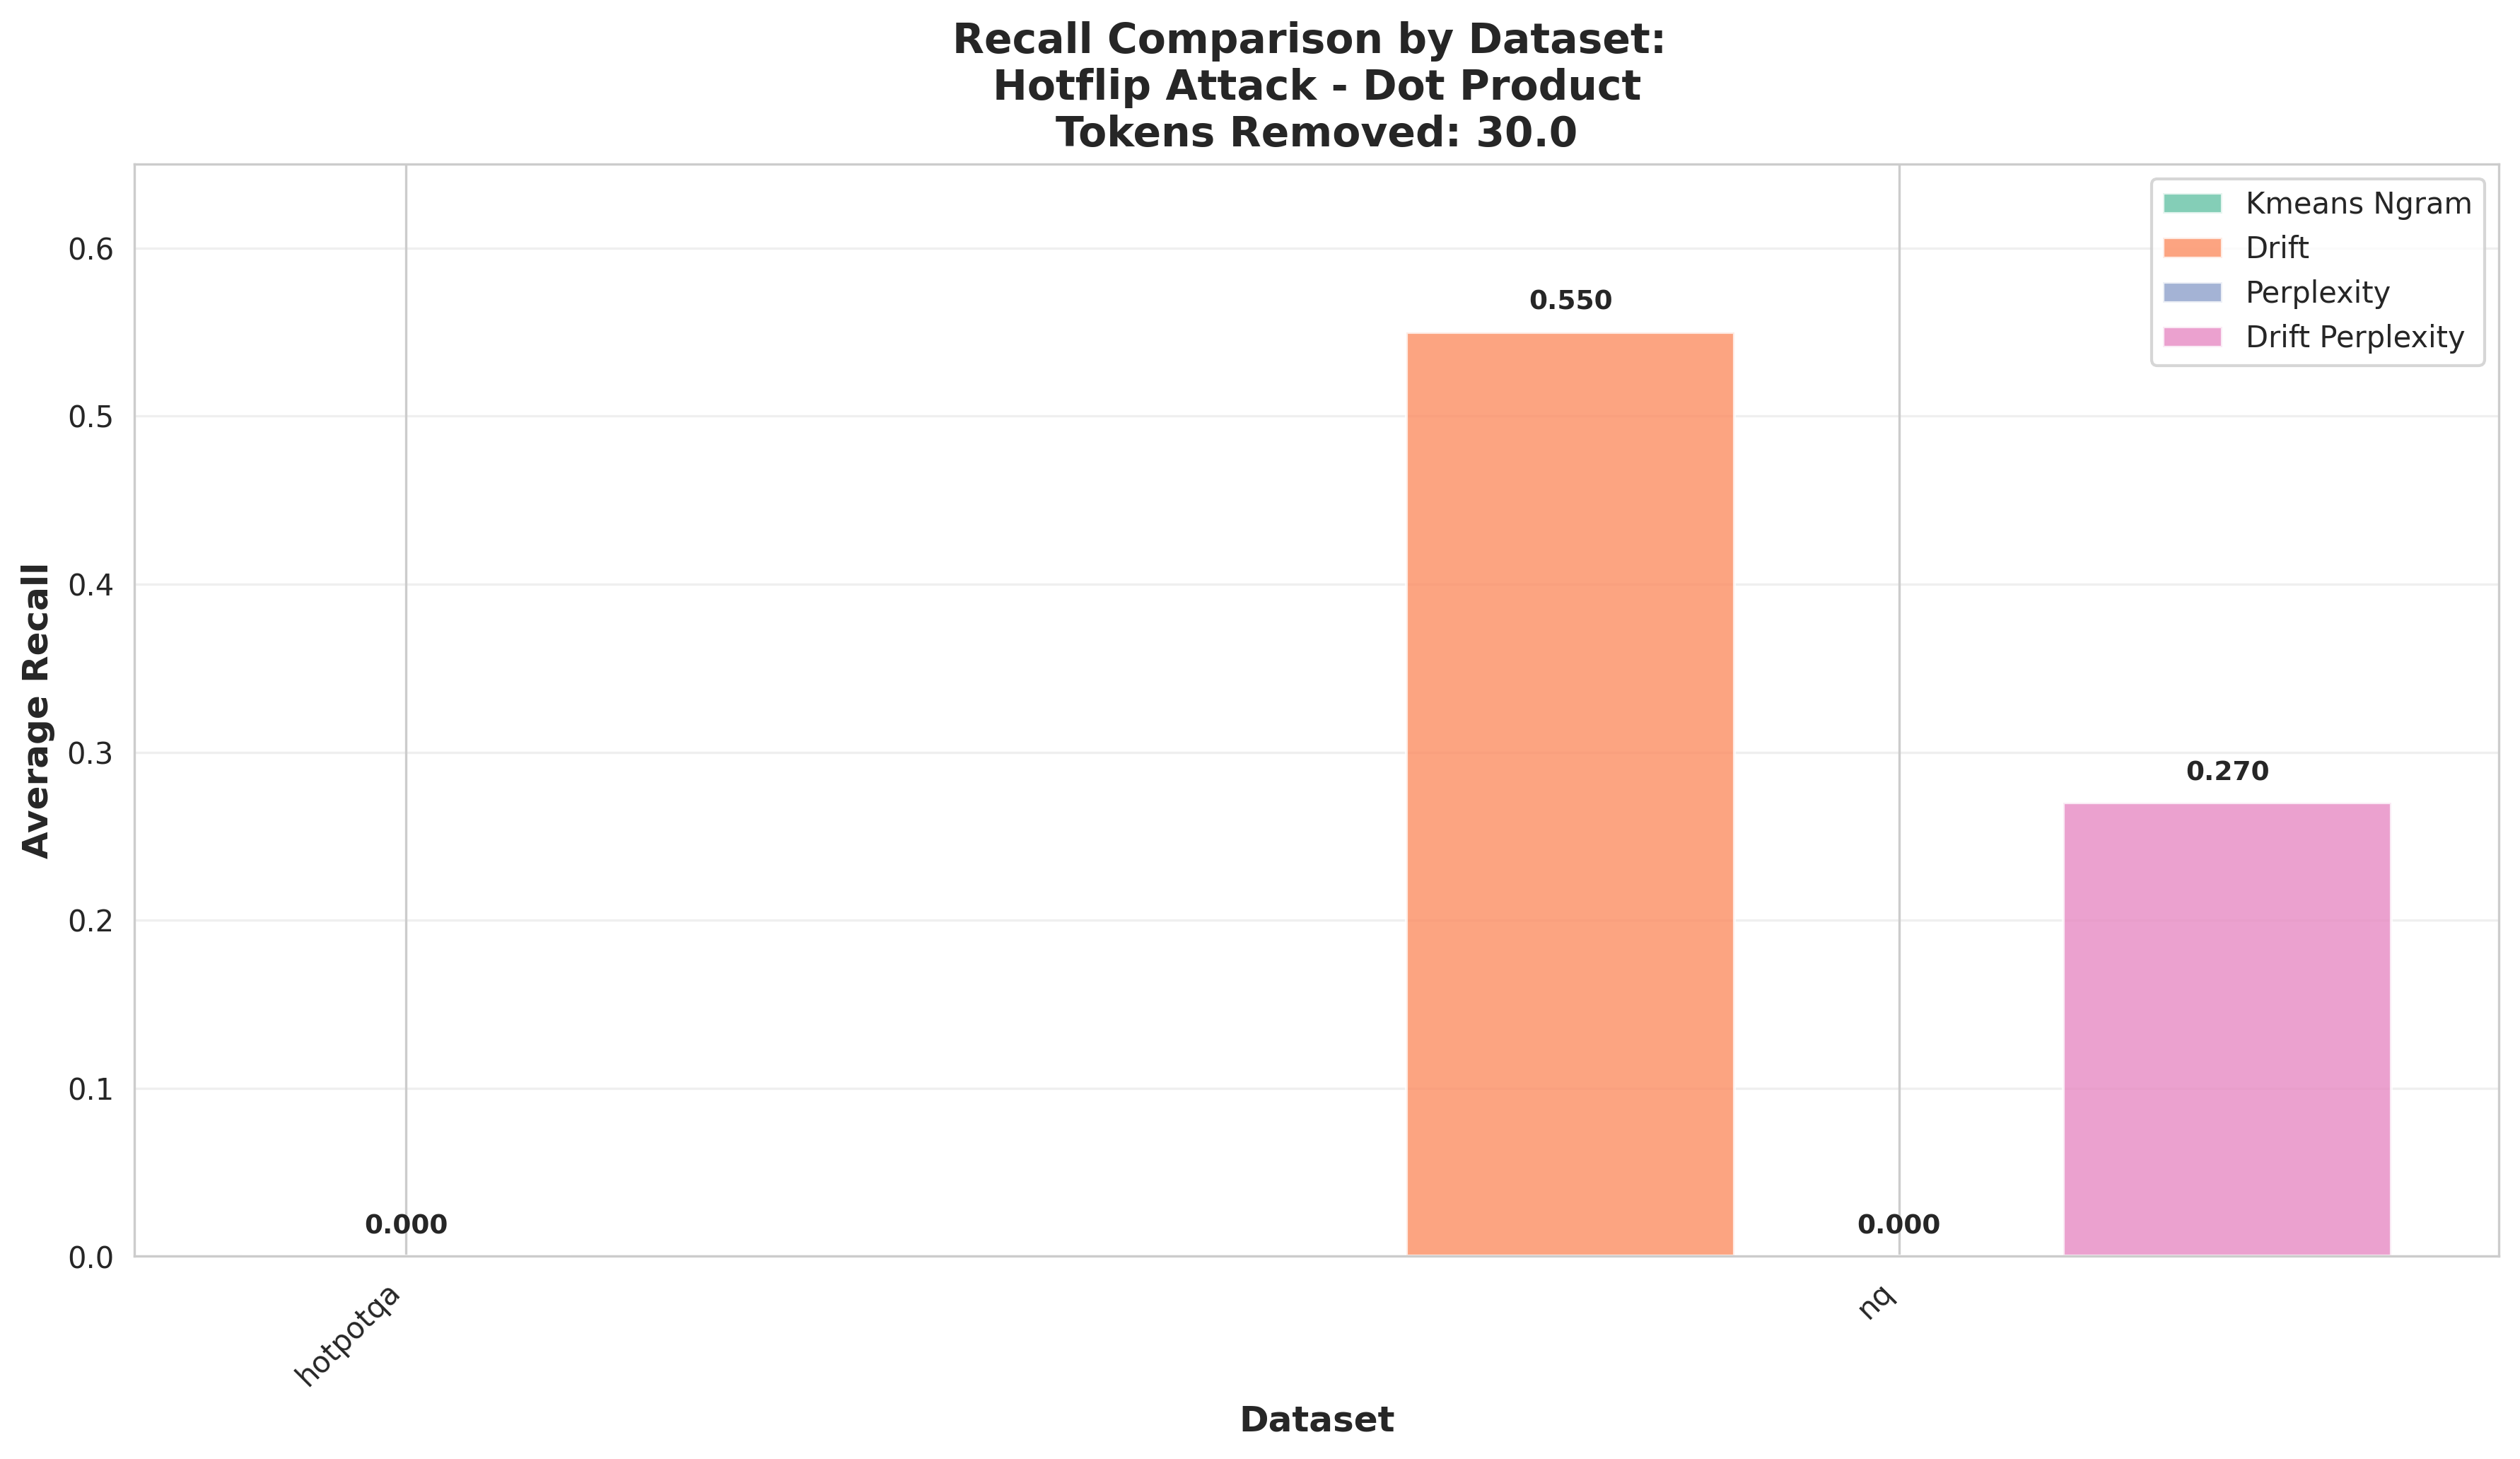 Recall Comparison by Dataset:
Hotflip Attack - Dot Product
Tokens Removed: 30.0
Kmeans Ngram
Drift
Perplexity
Drift Perplexity
Average Recall
0.6
0.5
0.4
0.3
0.2
0.1
0.0
0.000
0.550
0.000
0.270
hotpotqa
nq
Dataset